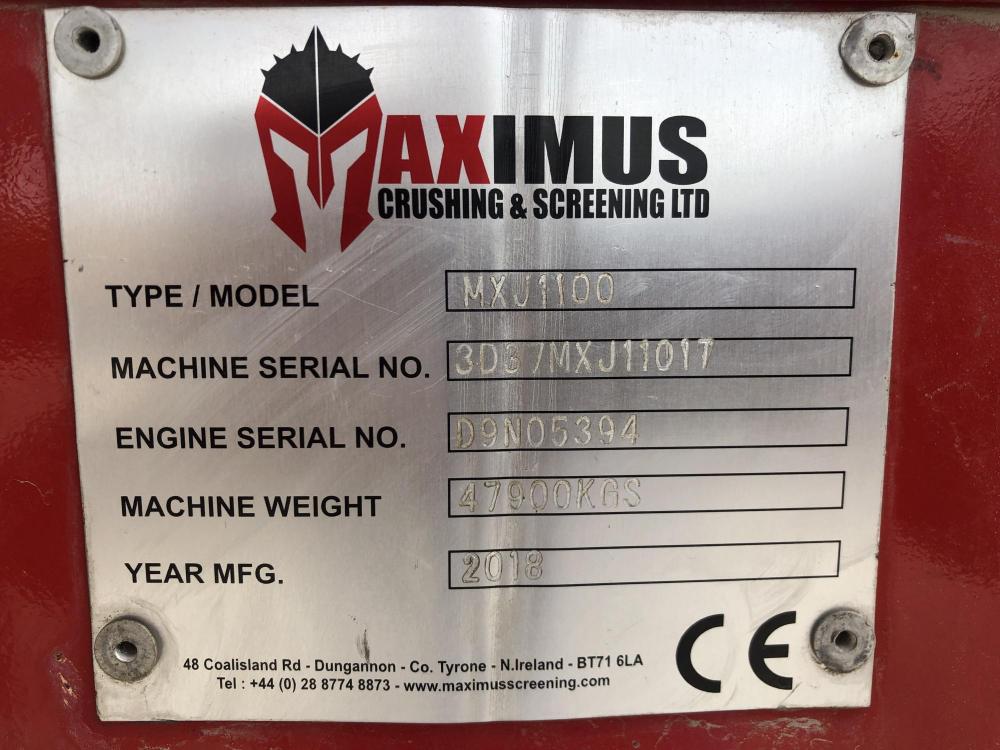 MAXIMUS
CRUSHING & SCREENING LTD
TYPE / MODEL MXJ1100
MACHINE SERIAL NO. 3D37MXJ11017
ENGINE SERIAL NO. D9N05394
MACHINE WEIGHT 47900KGS
YEAR MFG. 2018
48 Coalisland Rd - Dungannon - Co. Tyrone - N.Ireland - BT71 6LA
Tel : +44 (0) 28 8774 8873 - www.maximusscreening.com
CE